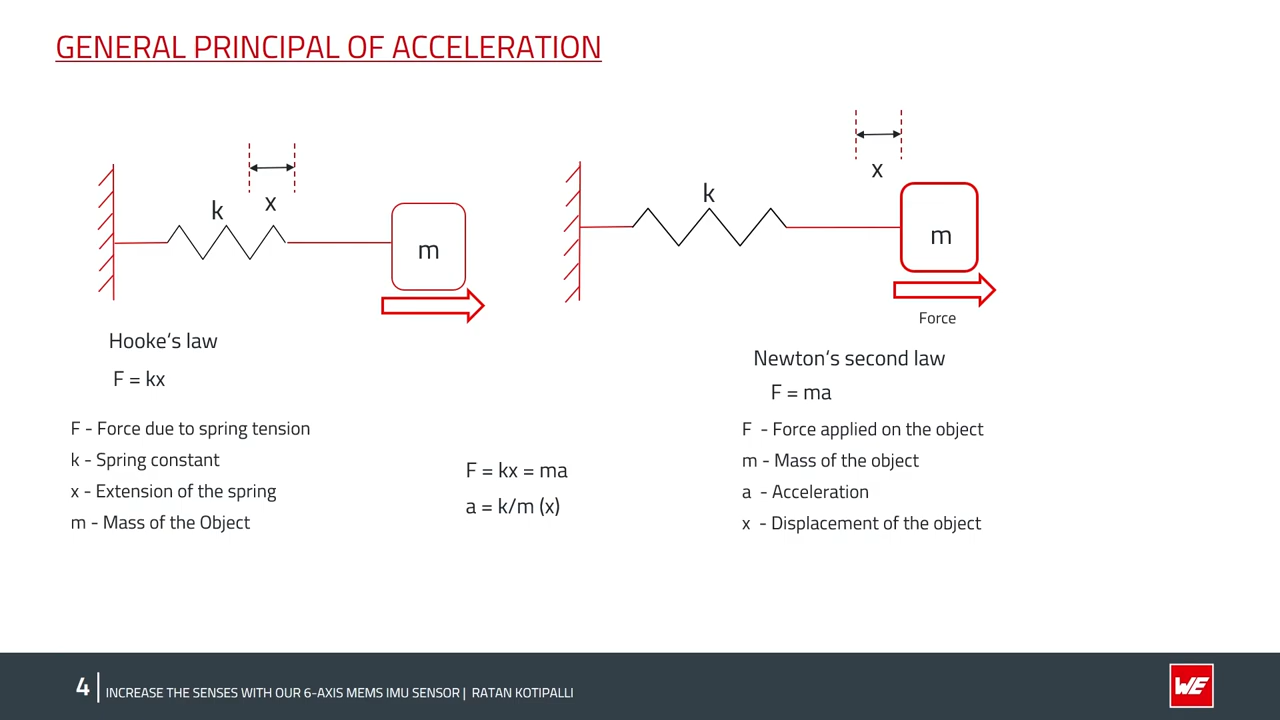 GENERAL PRINCIPAL OF ACCELERATION
k
x
m
k
x
m
Force
Hooke‘s law
F = kx
F - Force due to spring tension
k - Spring constant
x - Extension of the spring
m - Mass of the Object
F = kx = ma
a = k/m (x)
Newton‘s second law
F = ma
F - Force applied on the object
m - Mass of the object
a - Acceleration
x - Displacement of the object
4
INCREASE THE SENSES WITH OUR 6-AXIS MEMS IMU SENSOR | RATAN KOTIPALLI
WE